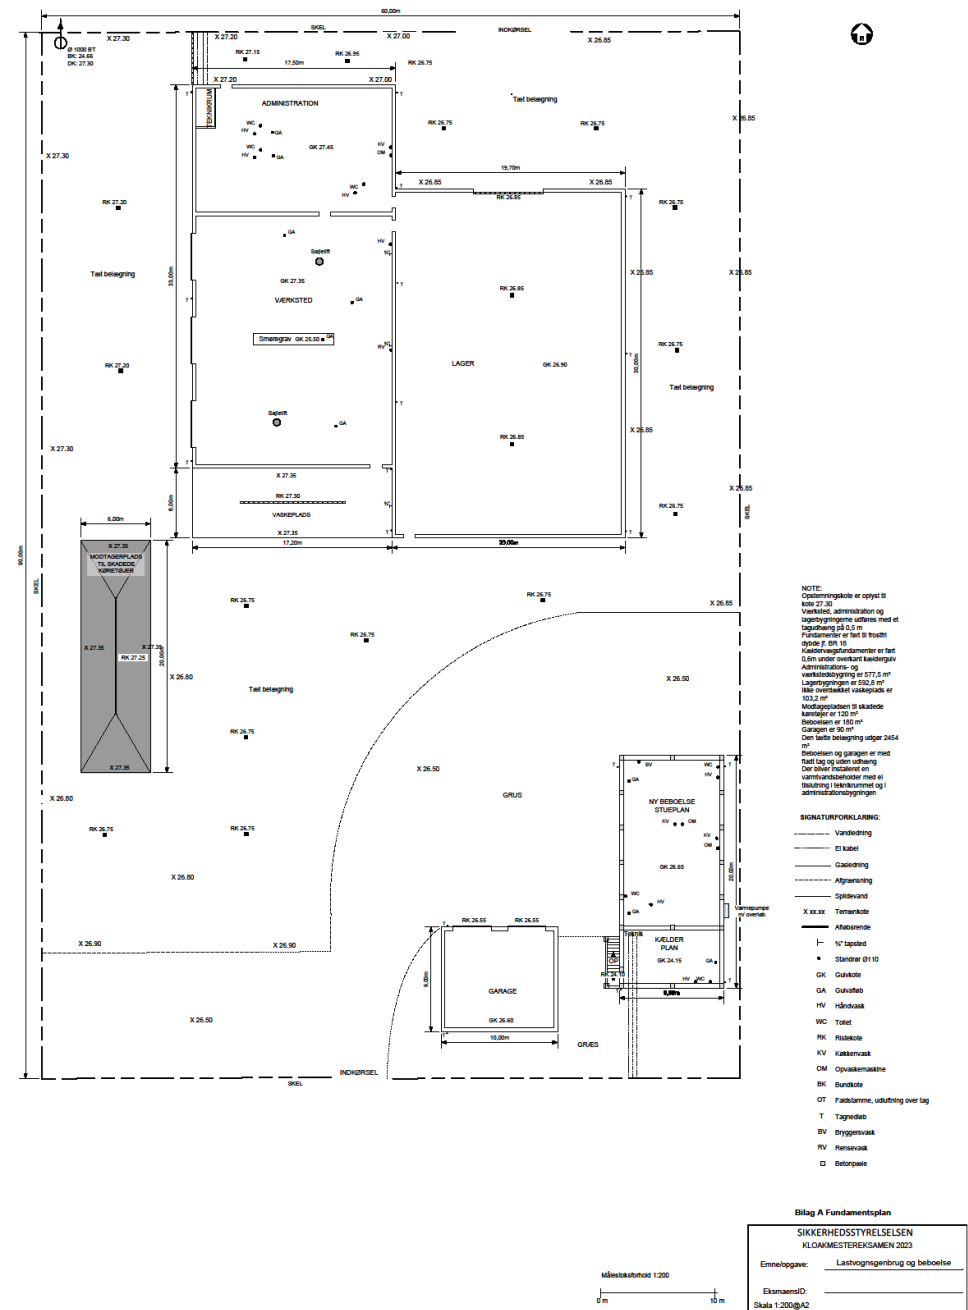 60,00m
SKEL
INDKØRSEL
X 27.30
X 27.20
X 27.00
X 26.85
Ø 1000 BT
BK: 24.66
DK: 27.30
RK 27.15
RK 26.95
RK 26.75
17,50m
X 27.20
X 27.00
TEKNIKRUM
ADMINISTRATION
Tæt belægning
T
T
WC
HV
GA
RK 26.75
RK 26.75
X 26.85
WC
HV
GA
GK 27.45
KV
OM
X 27.30
19,70m
X 26.85
X 26.85
WC
HV
T
RK 26.85
T
RK 27.20
RK 26.75
GA
HV
Søjlelift
Tæt belægning
33,00m
GK 27.35
X 26.85
X 26.85
T
T
RK 26.85
VÆRKSTED
GA
Smøregrav GK 25.50
GA
RV
RK 26.75
T
LAGER
GK 26.90
30,00m
RK 27.20
Tæt belægning
Søjlelift
GA
T
X 26.85
RK 26.85
X 27.30
T
T
X 27.35
X 26.85
6,00m
RK 27.30
VASKEPLADS
X 27.35
RK 26.75
SKEL
T
T
17,20m
6,00m
X 27.35
MODTAGERPLADS
TIL SKADEDE
KØRETØJER
90,00m
SKEL
20,00m
RK 26.75
RK 26.75
X 26.85
RK 26.75
X 27.35
X 27.35
RK 27.25
X 26.80
X 26.50
Tæt belægning
RK 26.75
X 27.35
X 26.50
X 26.80
GRUS
RK 26.75
RK 26.75
X 26.80
X 26.90
X 26.90
X 26.50
T
BV
WC
T
HV
GA
NY BEBOELSE
STUEPLAN
KV
OM
KV
OM
GK 26.65
20,00m
WC
HV
GA
Varmepumpe
m/ overløb
Teknik
KÆLDER
PLAN
GK 24.15
GA
OP
RK 24.10
HV
WC
T
T
T
RK 26.55
RK 26.55
9,00m
GARAGE
GK 26.60
T
10,00m
GRÆS
INDKØRSEL
SKEL
NOTE:
Opstemningskote er oplyst til
kote 27.30
Værksted, administration og
lagerbygningerne udføres med et
tagudhæng på 0,5 m
Fundamenter er ført til frostfri
dybde jf. BR 18
Kældervægsfundamenter er ført
0,6m under overkant kældergulv
Administrations- og
værkstedsbygning er 577,5 m²
Lagerbygningen er 592,8 m²
Ikke overdækket vaskeplads er
103,2 m²
Modtagepladsen til skadede
køretøjer er 120 m²
Beboelsen er 180 m²
Garagen er 90 m²
Den tætte belægning udgør 2454
m²
Beboelsen og garagen er med
fladt tag og uden udhæng
Der bliver installeret en
varmtvandsbeholder med el
tilslutning i teknikrummet og i
administrationsbygningen
SIGNATURFORKLARING:
Vandledning
El kabel
Gasledning
Afgrænsning
Spildevand
X xx.xx Terrænkote
Afløbsrende
¾" tapsted
Standrør Ø110
GK Gulvkote
GA Gulvafløb
HV Håndvask
WC Toilet
RK Ristekote
KV Køkkenvask
OM Opvaskemaskine
BK Bundkote
OT Faldstamme, udluftning over tag
T Tagnedløb
BV Bryggersvask
RV Rensevask
Betonpæle
Bilag A Fundamentsplan
SIKKERHEDSSTYRELSELSEN
KLOAKMESTEREKSAMEN 2023
Emne/opgave: Lastvognsgenbrug og beboelse
EksmaensID:
Skala 1:200@A2
Målestoksforhold 1:200
0 m
10 m